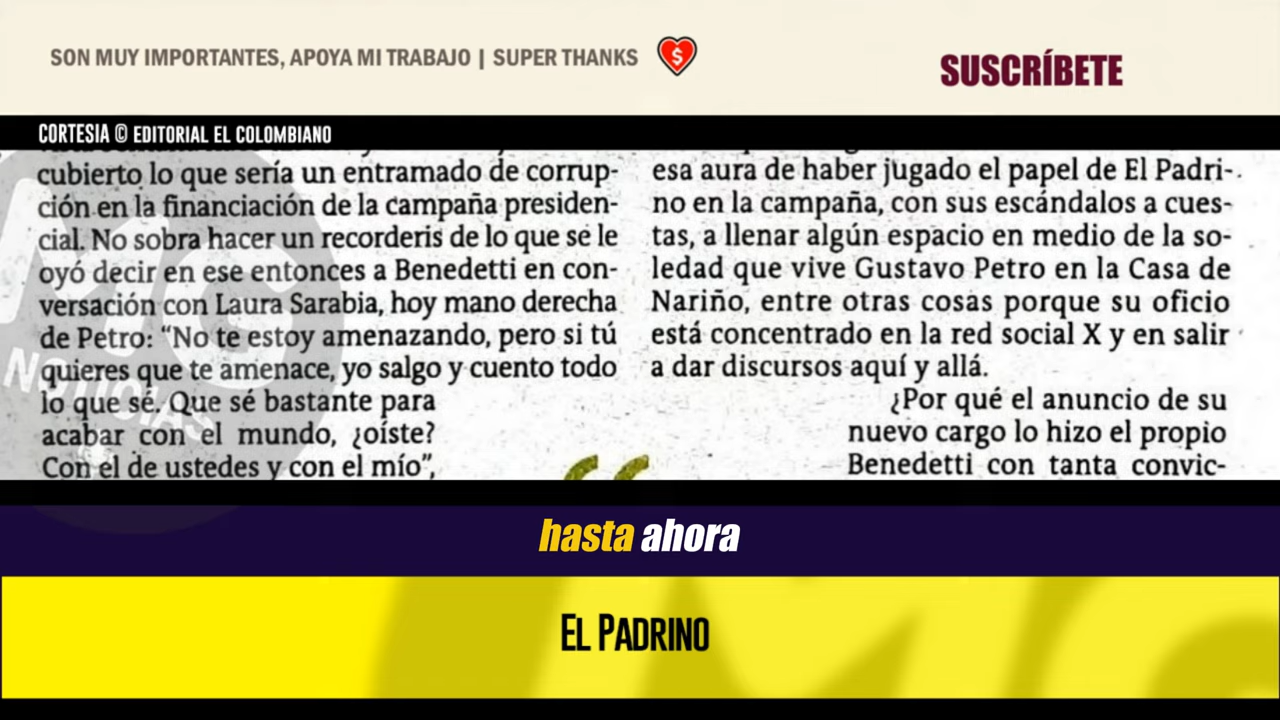 SON MUY IMPORTANTES, APOYA MI TRABAJO | SUPER THANKS
SUSCRÍBETE
CORTESIA © EDITORIAL EL COLOMBIANO
cubierto lo que sería un entramado de corrup-
ción en la financiación de la campaña presiden-
cial. No sobra hacer un recorderis de lo que se le
oyó decir en ese entonces a Benedetti en con-
versación con Laura Sarabia, hoy mano derecha
de Petro: “No te estoy amenazando, pero si tú
quieres que te amenace, yo salgo y cuento todo
lo que sé. Que sé bastante para
acabar con el mundo, ¿oíste?
Con el de ustedes y con el mío”,
esa aura de haber jugado el papel de El Padri-
no en la campaña, con sus escándalos a cues-
tas, a llenar algún espacio en medio de la so-
ledad que vive Gustavo Petro en la Casa de
Nariño, entre otras cosas porque su oficio
está concentrado en la red social X y en salir
a dar discursos aquí y allá.
¿Por qué el anuncio de su
nuevo cargo lo hizo el propio
Benedetti con tanta convic-
“
MG
NOTICIAS
hasta ahora
EL PADRINO